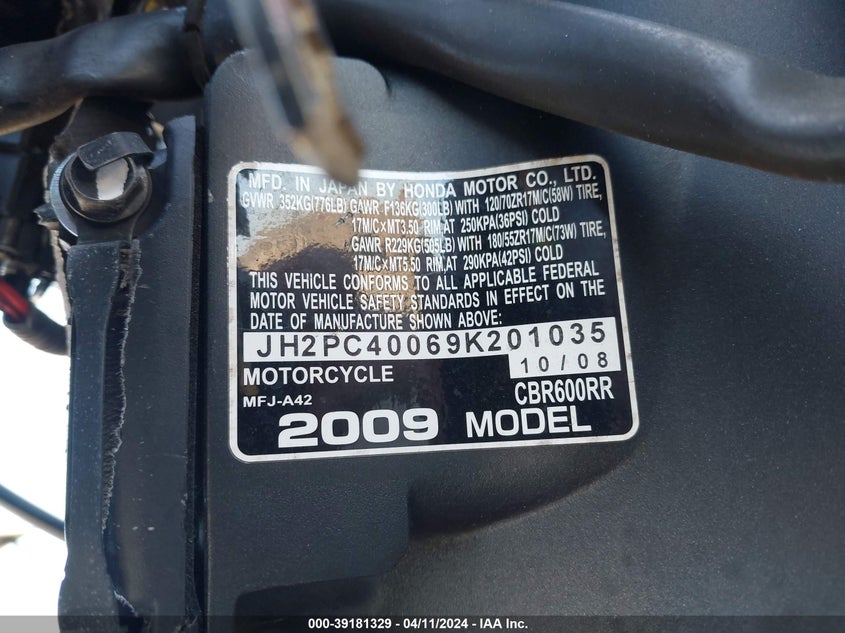 MFD. IN JAPAN BY HONDA MOTOR CO., LTD.
GVWR 352KG(776LB) GAWR F136KG(300LB) WITH 120/70ZR17M/C(58W) TIRE,
17M/C×MT3.50 RIM,AT 250KPA(36PSI) COLD
GAWR R229KG(505LB) WITH 180/55ZR17M/C(73W) TIRE,
17M/C×MT5.50 RIM,AT 290KPA(42PSI) COLD
THIS VEHICLE CONFORMS TO ALL APPLICABLE FEDERAL
MOTOR VEHICLE SAFETY STANDARDS IN EFFECT ON THE
DATE OF MANUFACTURE SHOWN ABOVE:
JH2PC40069K201035
10/08
MOTORCYCLE
CBR600RR
MFJ-A42
2009 MODEL
000-39181329 - 04/11/2024 - IAA Inc.